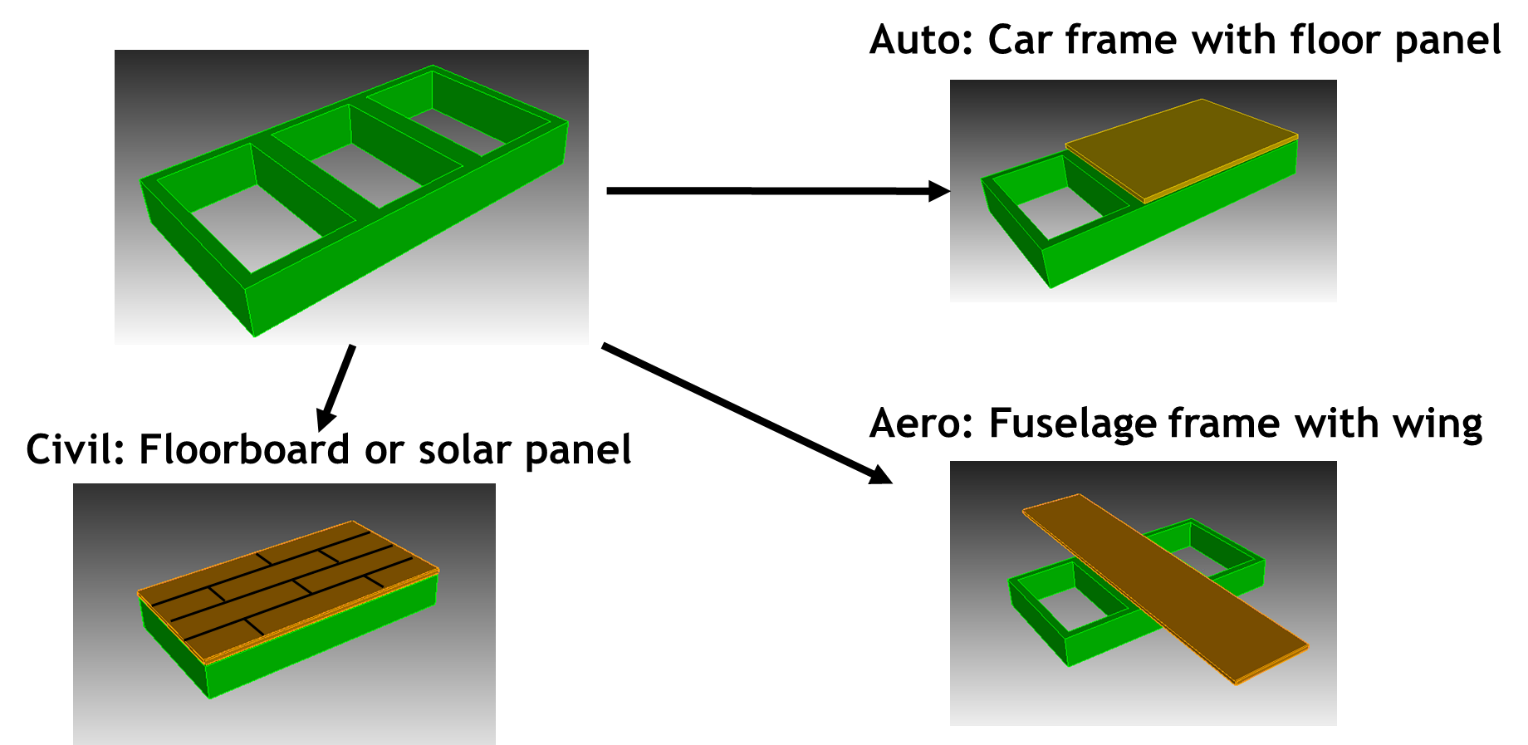 Auto: Car frame with floor panel
Civil: Floorboard or solar panel
Aero: Fuselage frame with wing